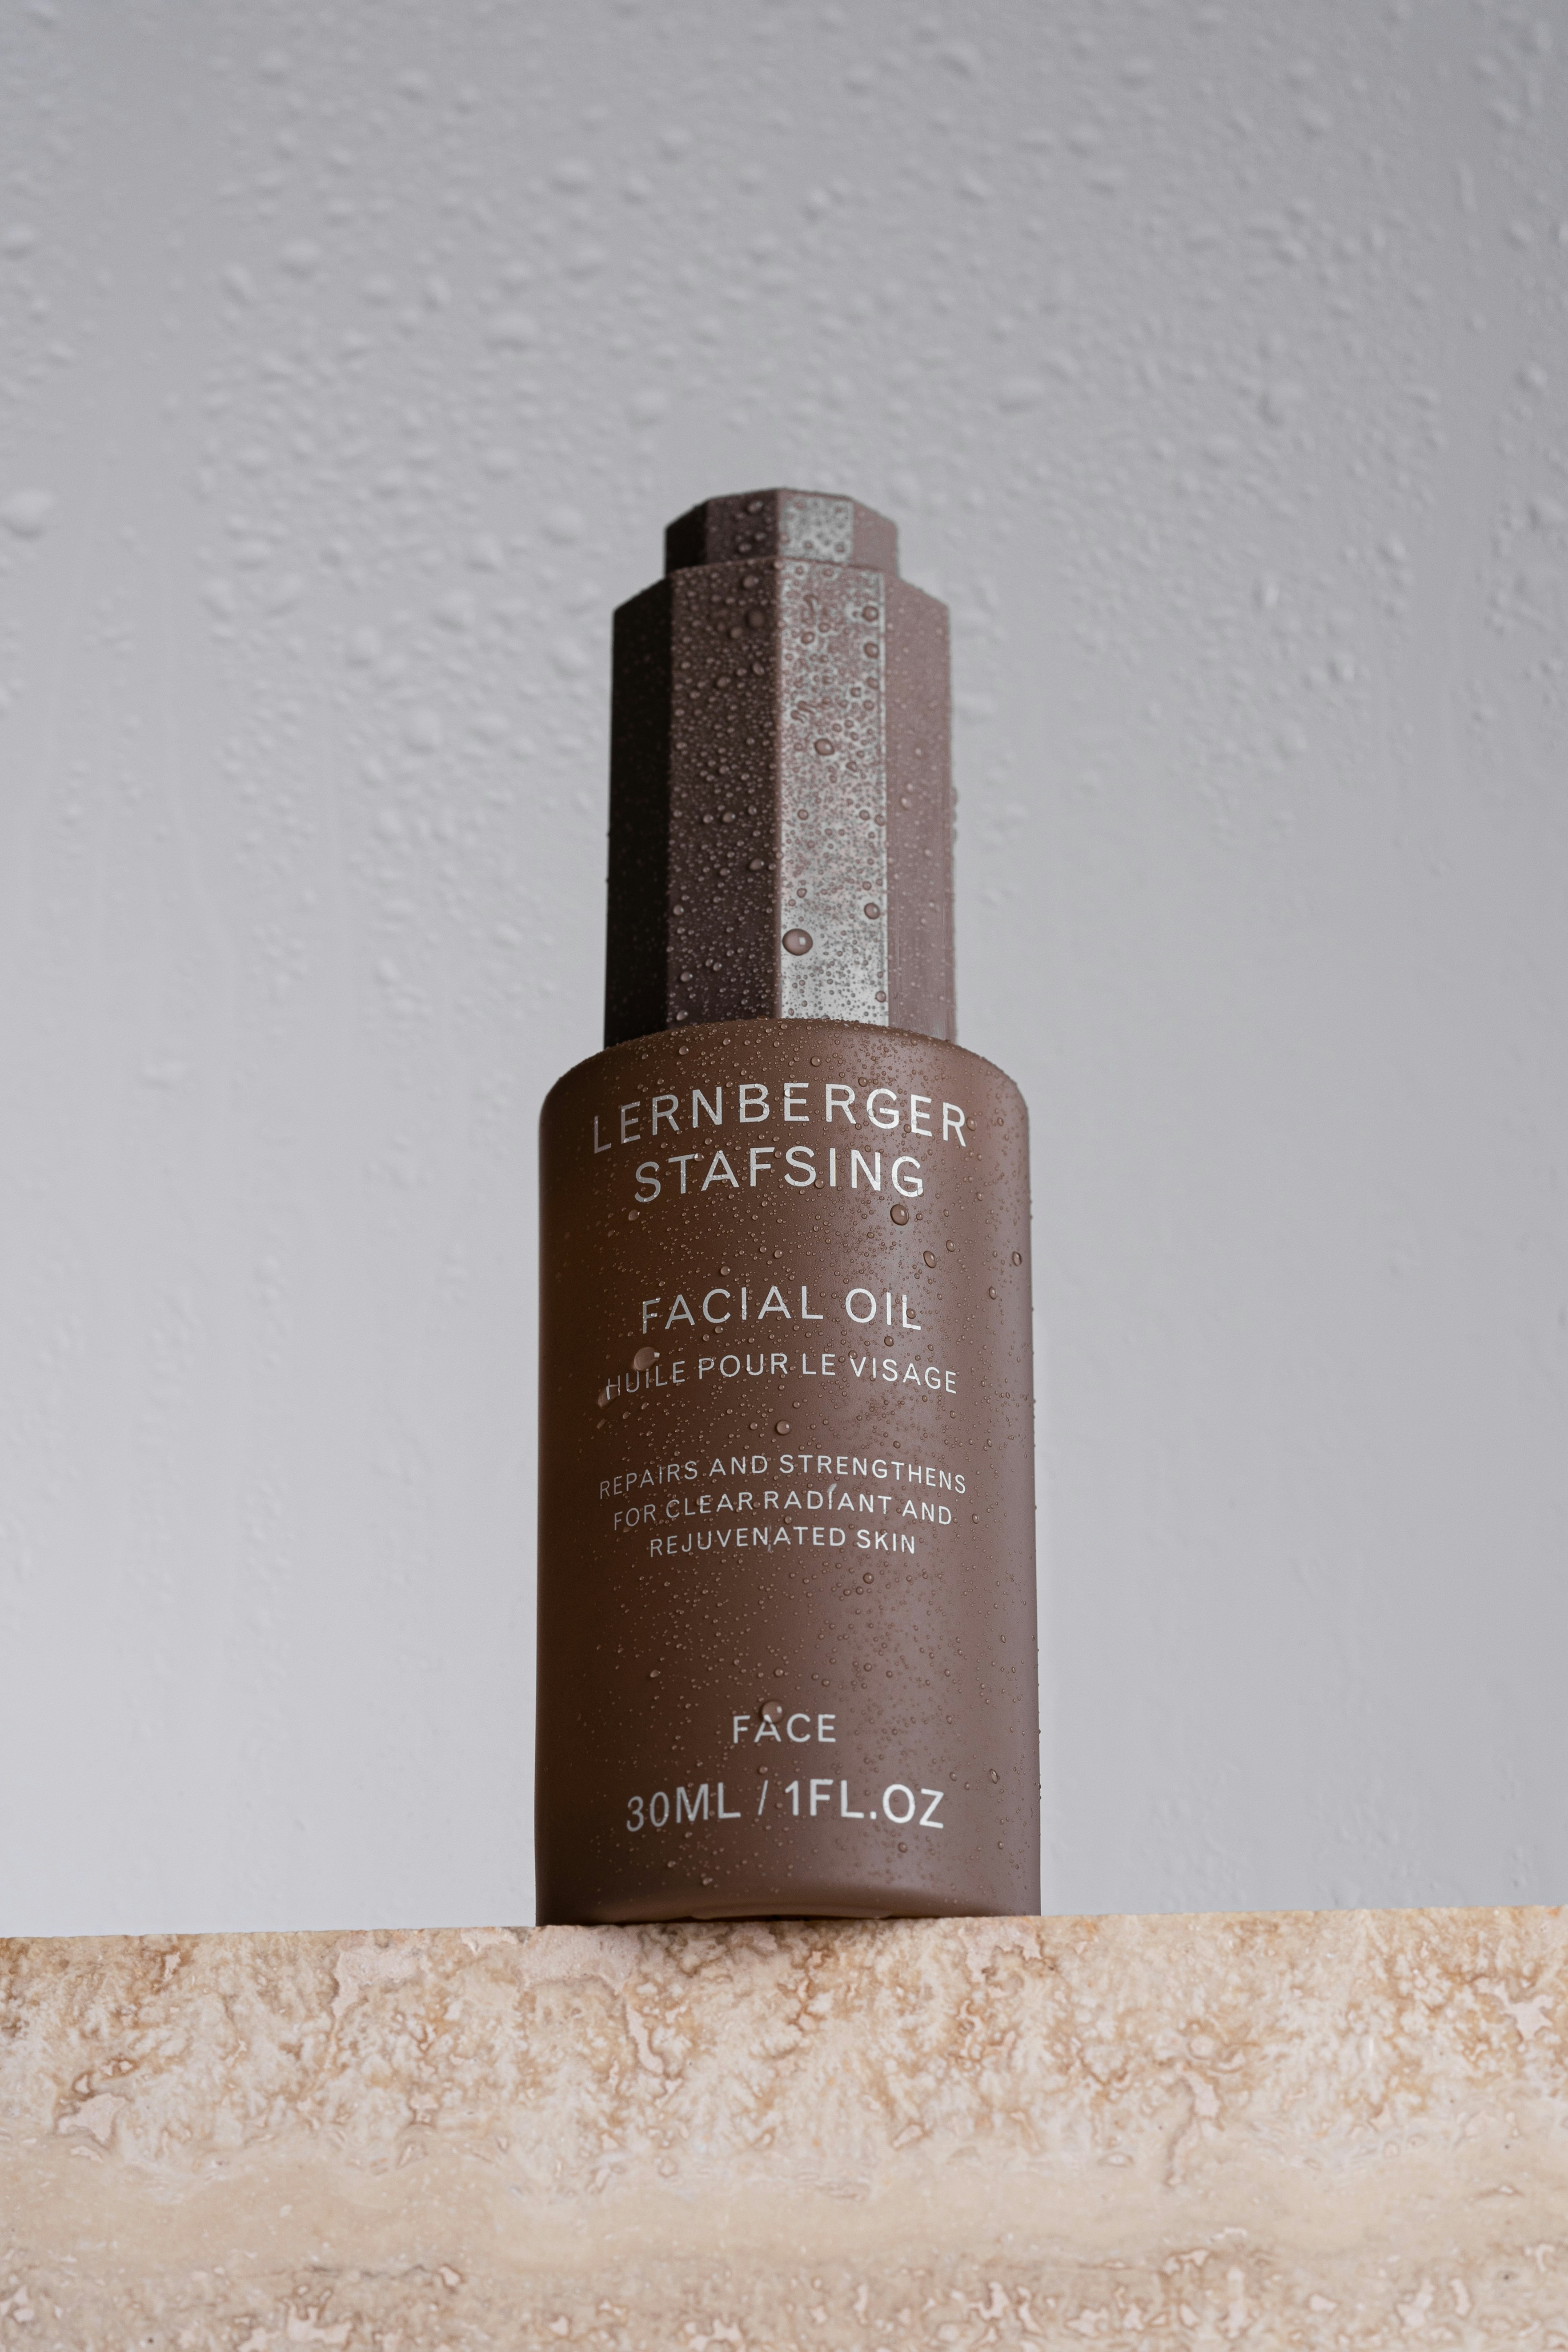 LERNBERGER
STAFSING
FACIAL OIL
HUILE POUR LE VISAGE
REPAIRS AND STRENGTHENS
FOR CLEAR RADIANT AND
REJUVENATED SKIN
FACE
30ML / 1FL.OZ